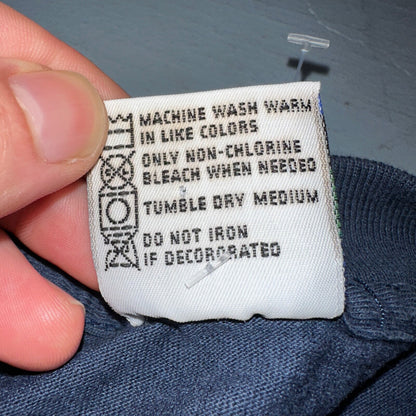 MACHINE WASH WARM
IN LIKE COLORS
ONLY NON-CHLORINE
BLEACH WHEN NEEDED
TUMBLE DRY MEDIUM
DO NOT IRON
IF DECORORATED